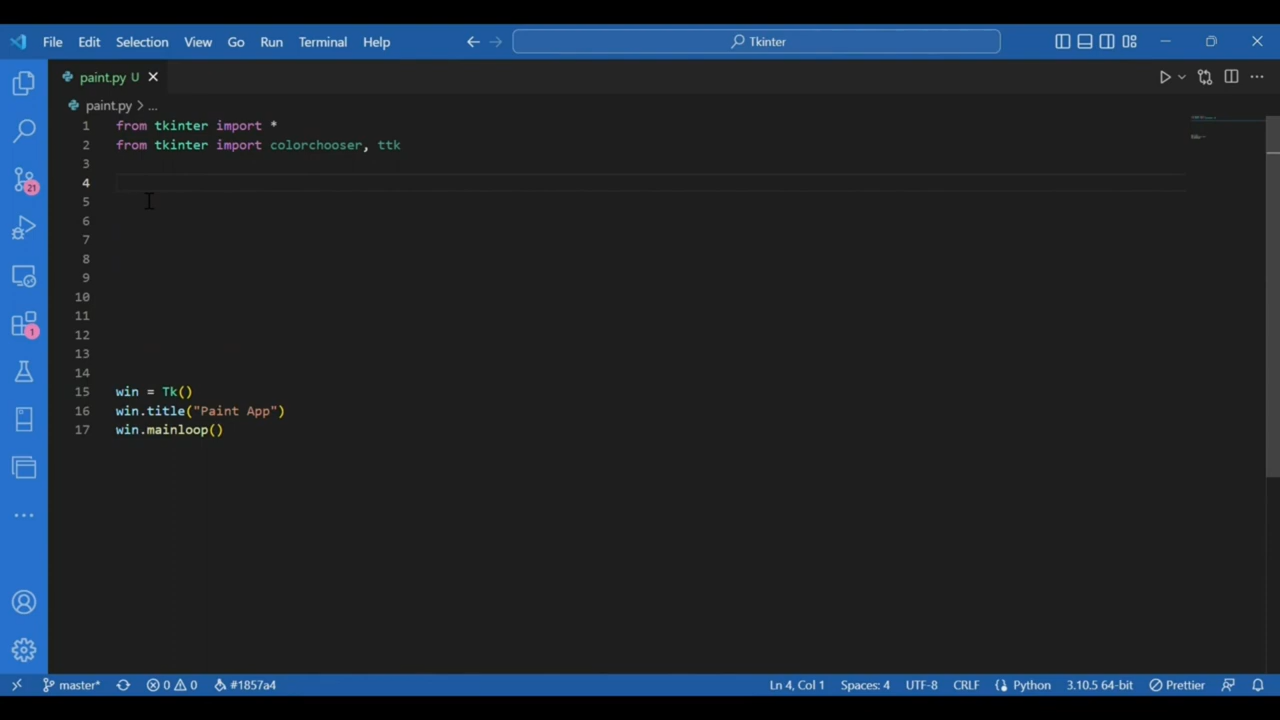 File Edit Selection View Go Run Terminal Help
Tkinter
paint.py U
paint.py > ...
1 from tkinter import *
2 from tkinter import colorchooser, ttk
3
4
5
6
7
8
9
10
11
12
13
14
15 win = Tk()
16 win.title("Paint App")
17 win.mainloop()
21
1
master* 0 0 #1857a4 Ln 4, Col 1 Spaces: 4 UTF-8 CRLF Python 3.10.5 64-bit Prettier